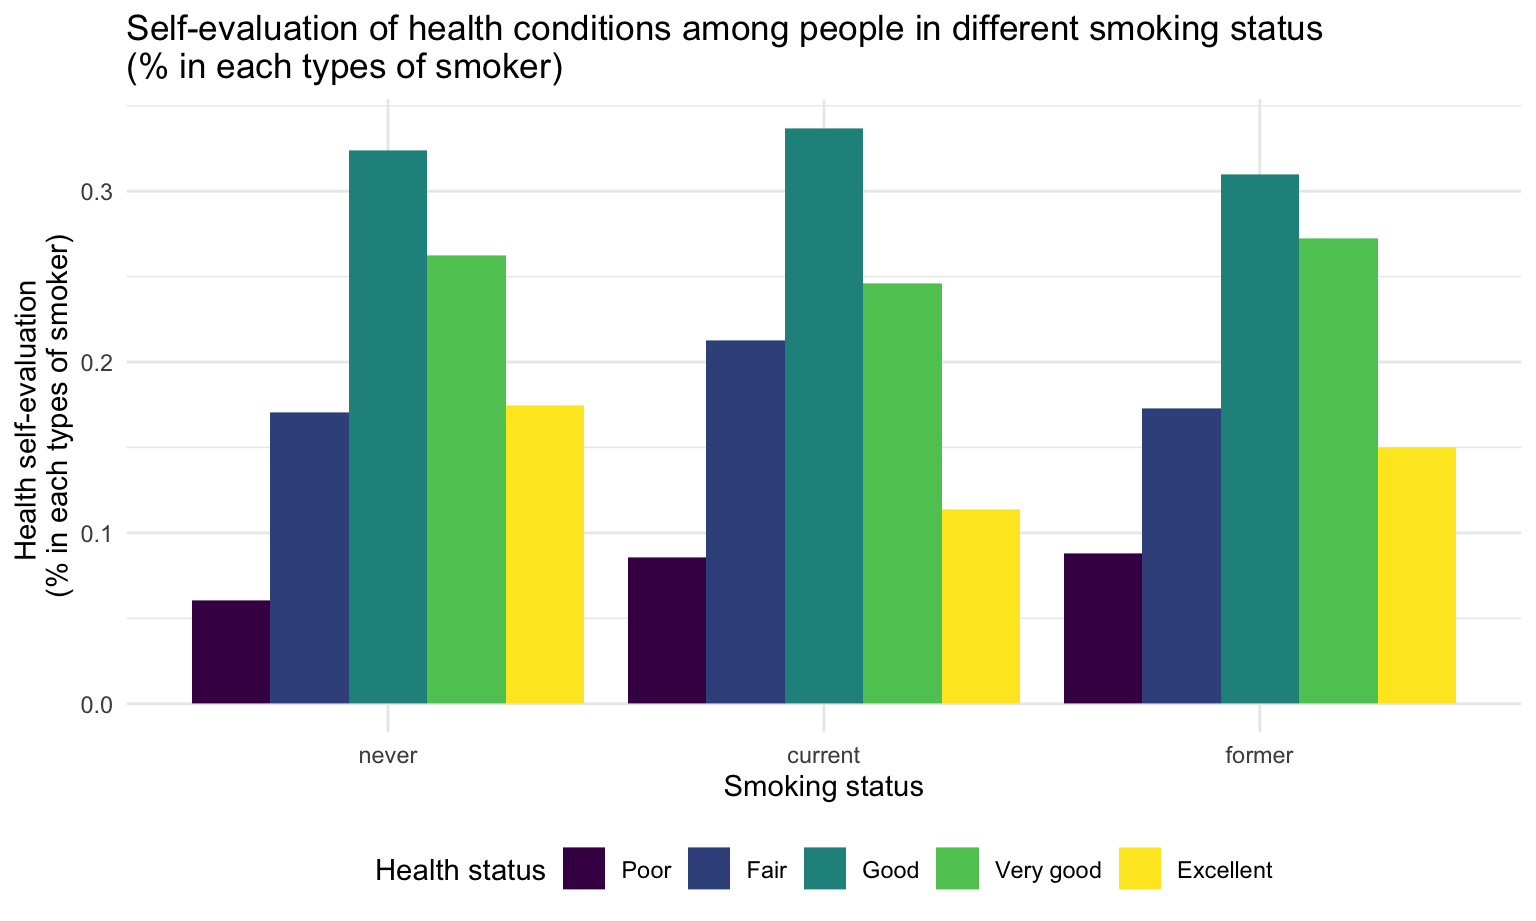 Self-evaluation of health conditions among people in different smoking status
(% in each types of smoker)
Health self-evaluation
(% in each types of smoker)
0.3
0.2
0.1
0.0
never current former
Smoking status
Health status Poor Fair Good Very good Excellent